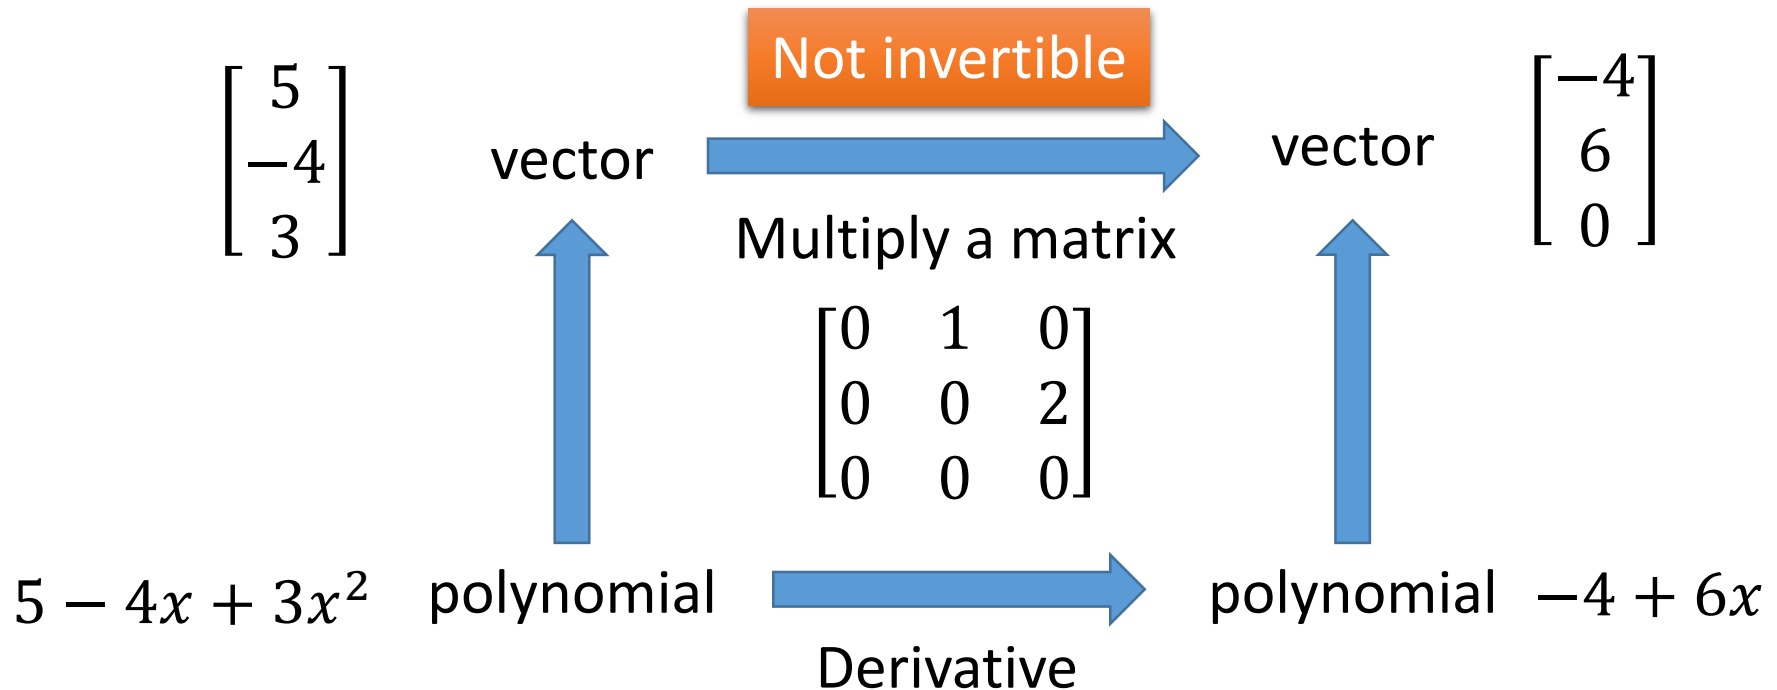 Not invertible
[5
−4
3]
vector
vector
[−4
6
0]
Multiply a matrix
[0 1 0
0 0 2
0 0 0]
5 − 4x + 3x²
polynomial
polynomial
−4 + 6x
Derivative